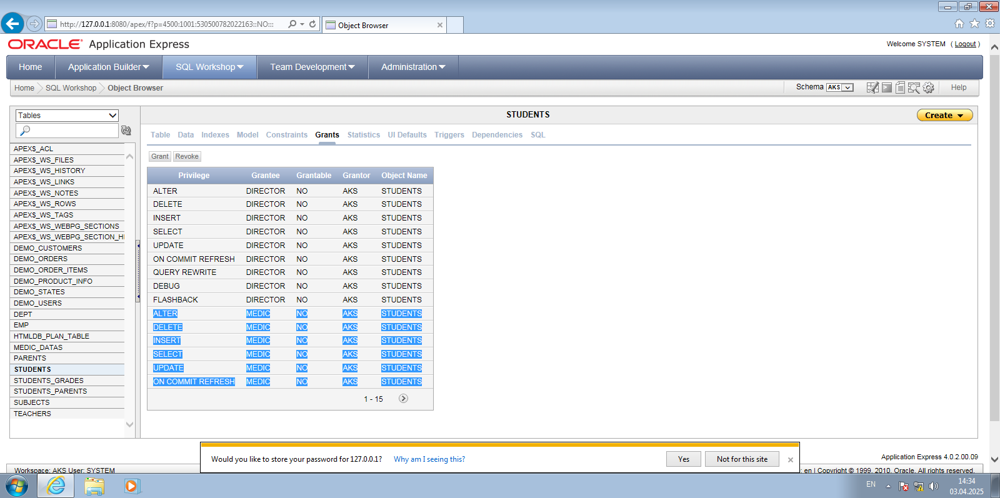 http://127.0.0.1:8080/apex/f?p=4500:1001:530500782022163::NO:::
Object Browser
ORACLE Application Express
Welcome SYSTEM ( Logout )
Home Application Builder SQL Workshop Team Development Administration
Home SQL Workshop Object Browser
Schema AKS Help
Tables
STUDENTS
Create
Table Data Indexes Model Constraints Grants Statistics UI Defaults Triggers Dependencies SQL
Grant Revoke
APEX$_ACL
APEX$_WS_FILES
APEX$_WS_HISTORY
APEX$_WS_LINKS
APEX$_WS_NOTES
APEX$_WS_ROWS
APEX$_WS_TAGS
APEX$_WS_WEBPG_SECTIONS
APEX$_WS_WEBPG_SECTION_HI
DEMO_CUSTOMERS
DEMO_ORDERS
DEMO_ORDER_ITEMS
DEMO_PRODUCT_INFO
DEMO_STATES
DEMO_USERS
DEPT
EMP
HTMLDB_PLAN_TABLE
MEDIC_DATAS
PARENTS
STUDENTS
STUDENTS_GRADES
STUDENTS_PARENTS
SUBJECTS
TEACHERS
Privilege Grantee Grantable Grantor Object Name
ALTER DIRECTOR NO AKS STUDENTS
DELETE DIRECTOR NO AKS STUDENTS
INSERT DIRECTOR NO AKS STUDENTS
SELECT DIRECTOR NO AKS STUDENTS
UPDATE DIRECTOR NO AKS STUDENTS
ON COMMIT REFRESH DIRECTOR NO AKS STUDENTS
QUERY REWRITE DIRECTOR NO AKS STUDENTS
DEBUG DIRECTOR NO AKS STUDENTS
FLASHBACK DIRECTOR NO AKS STUDENTS
ALTER MEDIC NO AKS STUDENTS
DELETE MEDIC NO AKS STUDENTS
INSERT MEDIC NO AKS STUDENTS
SELECT MEDIC NO AKS STUDENTS
UPDATE MEDIC NO AKS STUDENTS
ON COMMIT REFRESH MEDIC NO AKS STUDENTS
1 - 15
Application Express 4.0.2.00.09
Would you like to store your password for 127.0.0.1? Why am I seeing this? Yes Not for this site
Workspace: AKS User: SYSTEM
: en | Copyright © 1999, 2010, Oracle. All rights reserved.
EN
14:34
03.04.2025